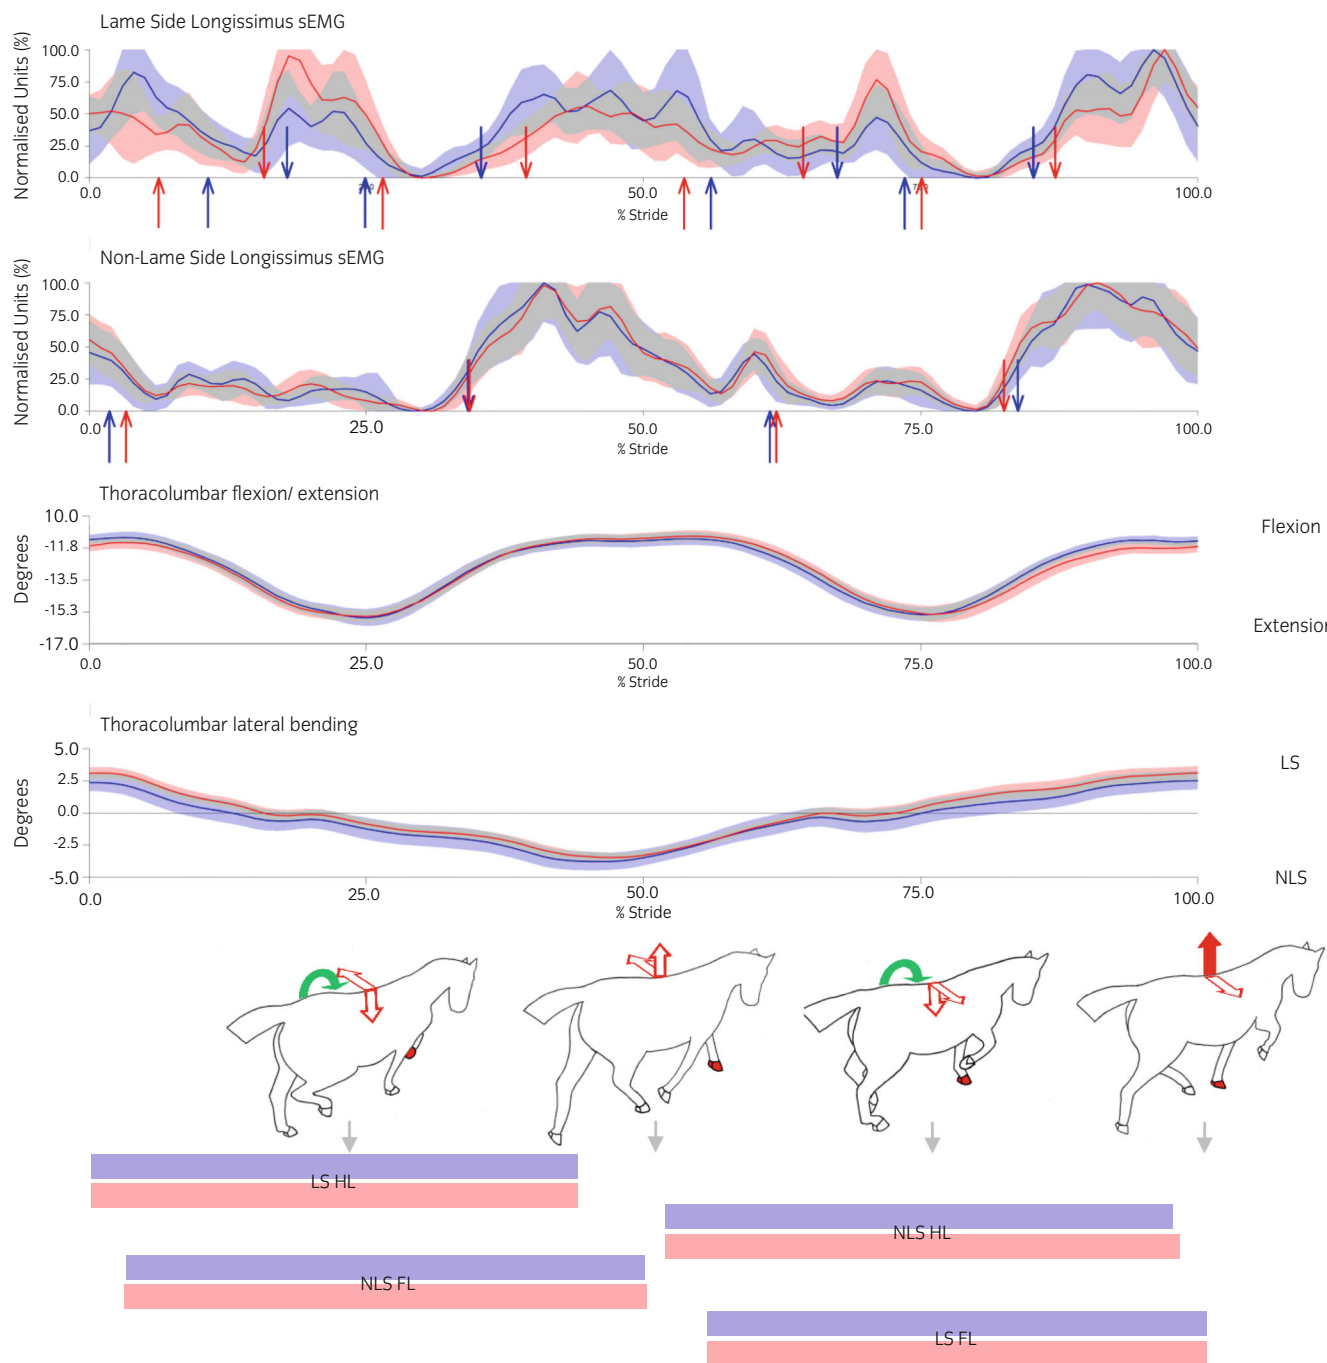 Lame Side Longissimus sEMG
Normalised Units (%)
100.0
75.0
50.0
25.0
0.0
0.0
50.0
100.0
% Stride
Non-Lame Side Longissimus sEMG
Normalised Units (%)
100.0
75.0
50.0
25.0
0.0
0.0
25.0
50.0
75.0
100.0
% Stride
Thoracolumbar flexion/ extension
Degrees
10.0
-11.8
-13.5
-15.3
-17.0
Flexion
Extension
0.0
25.0
50.0
75.0
100.0
% Stride
Thoracolumbar lateral bending
Degrees
5.0
2.5
0.0
-2.5
-5.0
LS
NLS
0.0
25.0
50.0
75.0
100.0
% Stride
LS HL
NLS HL
NLS FL
LS FL